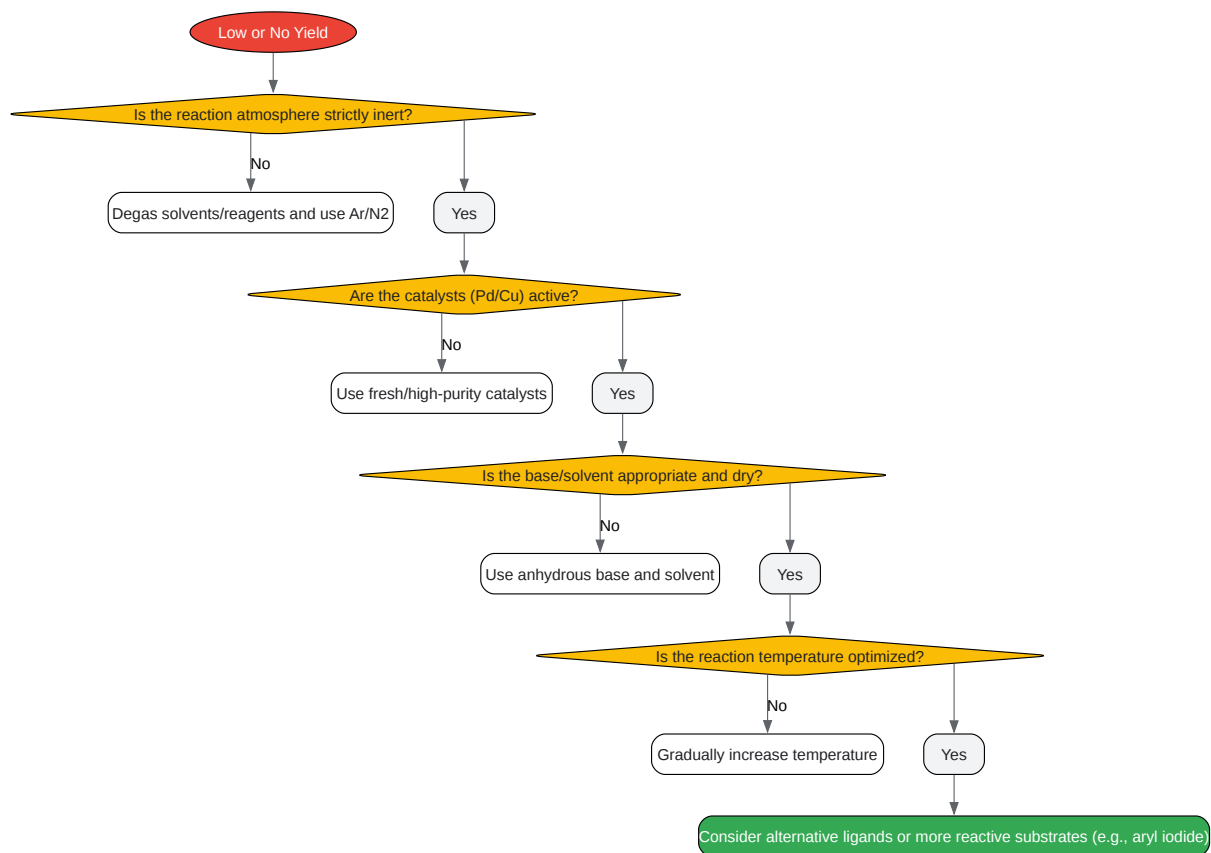 Low or No Yield
Is the reaction atmosphere strictly inert?
No
Degas solvents/reagents and use Ar/N2
Yes
Are the catalysts (Pd/Cu) active?
No
Use fresh/high-purity catalysts
Yes
Is the base/solvent appropriate and dry?
No
Use anhydrous base and solvent
Yes
Is the reaction temperature optimized?
No
Gradually increase temperature
Yes
Consider alternative ligands or more reactive substrates (e.g., aryl iodide)